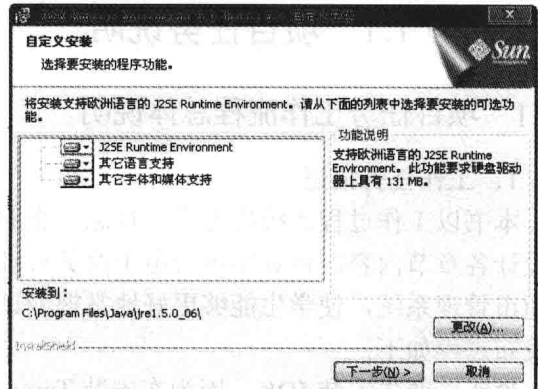 自定义安装
选择要安装的程序功能。
Sun
将安装支持欧洲语言的 J2SE Runtime Environment。请从下面的列表中选择要安装的可选功
能。
J2SE Runtime Environment
其它语言支持
其它字体和媒体支持
功能说明
支持欧洲语言的 J2SE Runtime
Environment。此功能要求硬盘驱动
器上具有 131 MB。
安装到：
C:\Program Files\Java\jre1.5.0_06\
更改(A)...
InstallShield
下一步(N) >
取消